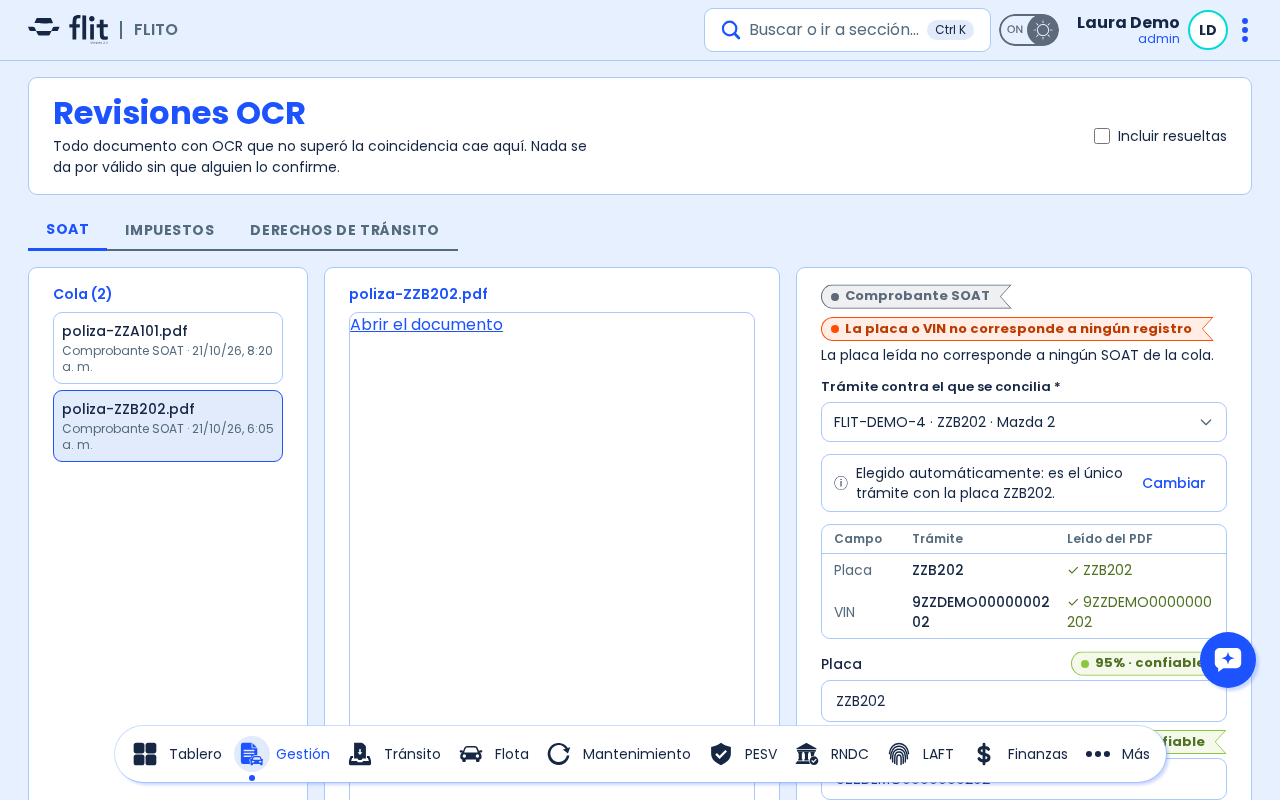 flit
FLITO
Buscar o ir a sección...
Ctrl K
ON
Laura Demo
admin
LD
Revisiones OCR
Todo documento con OCR que no superó la coincidencia cae aquí. Nada se
da por válido sin que alguien lo confirme.
Incluir resueltas
SOAT
IMPUESTOS
DERECHOS DE TRÁNSITO
Cola (2)
poliza-ZZA101.pdf
Comprobante SOAT · 21/10/26, 8:20
a. m.
poliza-ZZB202.pdf
Comprobante SOAT · 21/10/26, 6:05
a. m.
poliza-ZZB202.pdf
Abrir el documento
Comprobante SOAT
La placa o VIN no corresponde a ningún registro
La placa leída no corresponde a ningún SOAT de la cola.
Trámite contra el que se concilia *
FLIT-DEMO-4 · ZZB202 · Mazda 2
Elegido automáticamente: es el único
trámite con la placa ZZB202.
Cambiar
Campo Trámite Leído del PDF
Placa ZZB202 ✓ ZZB202
VIN 9ZZDEMO00000002
02 ✓ 9ZZDEMO0000000
202
Placa
95% · confiable
ZZB202
fiable
Tablero
Gestión
Tránsito
Flota
Mantenimiento
PESV
RNDC
LAFT
Finanzas
Más